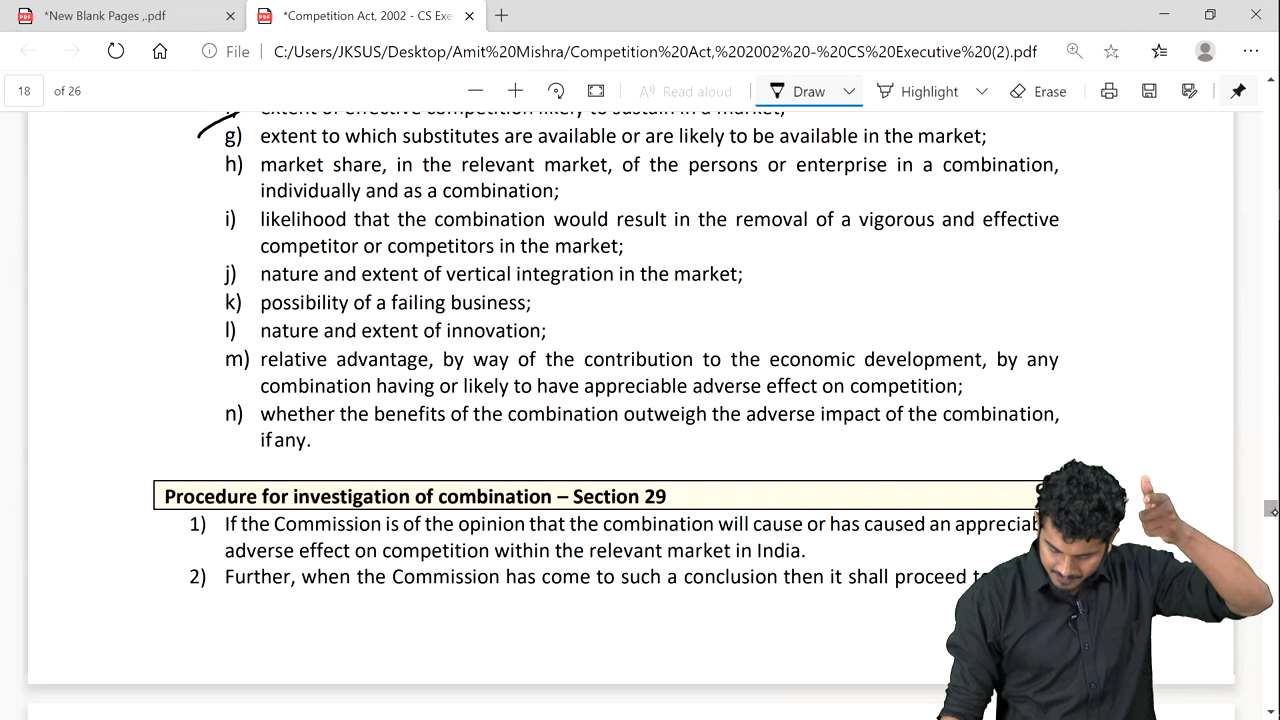 *New Blank Pages ,.pdf
*Competition Act, 2002 - CS Exe
File C:/Users/JKSUS/Desktop/Amit%20Mishra/Competition%20Act,%202002%20-%20CS%20Executive%20(2).pdf
18 of 26 Read aloud Draw Highlight Erase
g) extent to which substitutes are available or are likely to be available in the market;
h) market share, in the relevant market, of the persons or enterprise in a combination,
individually and as a combination;
i) likelihood that the combination would result in the removal of a vigorous and effective
competitor or competitors in the market;
j) nature and extent of vertical integration in the market;
k) possibility of a failing business;
l) nature and extent of innovation;
m) relative advantage, by way of the contribution to the economic development, by any
combination having or likely to have appreciable adverse effect on competition;
n) whether the benefits of the combination outweigh the adverse impact of the combination,
if any.
Procedure for investigation of combination – Section 29
1) If the Commission is of the opinion that the combination will cause or has caused an
adverse effect on competition within the relevant market in India.
2) Further, when the Commission has come to such a conclusion then it shall proceed